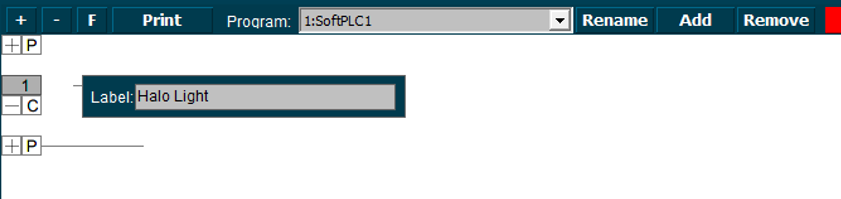 + - F Print Program: 1:SoftPLC1 Rename Add Remove
+ P
1
Label: Halo Light
− C
+ P